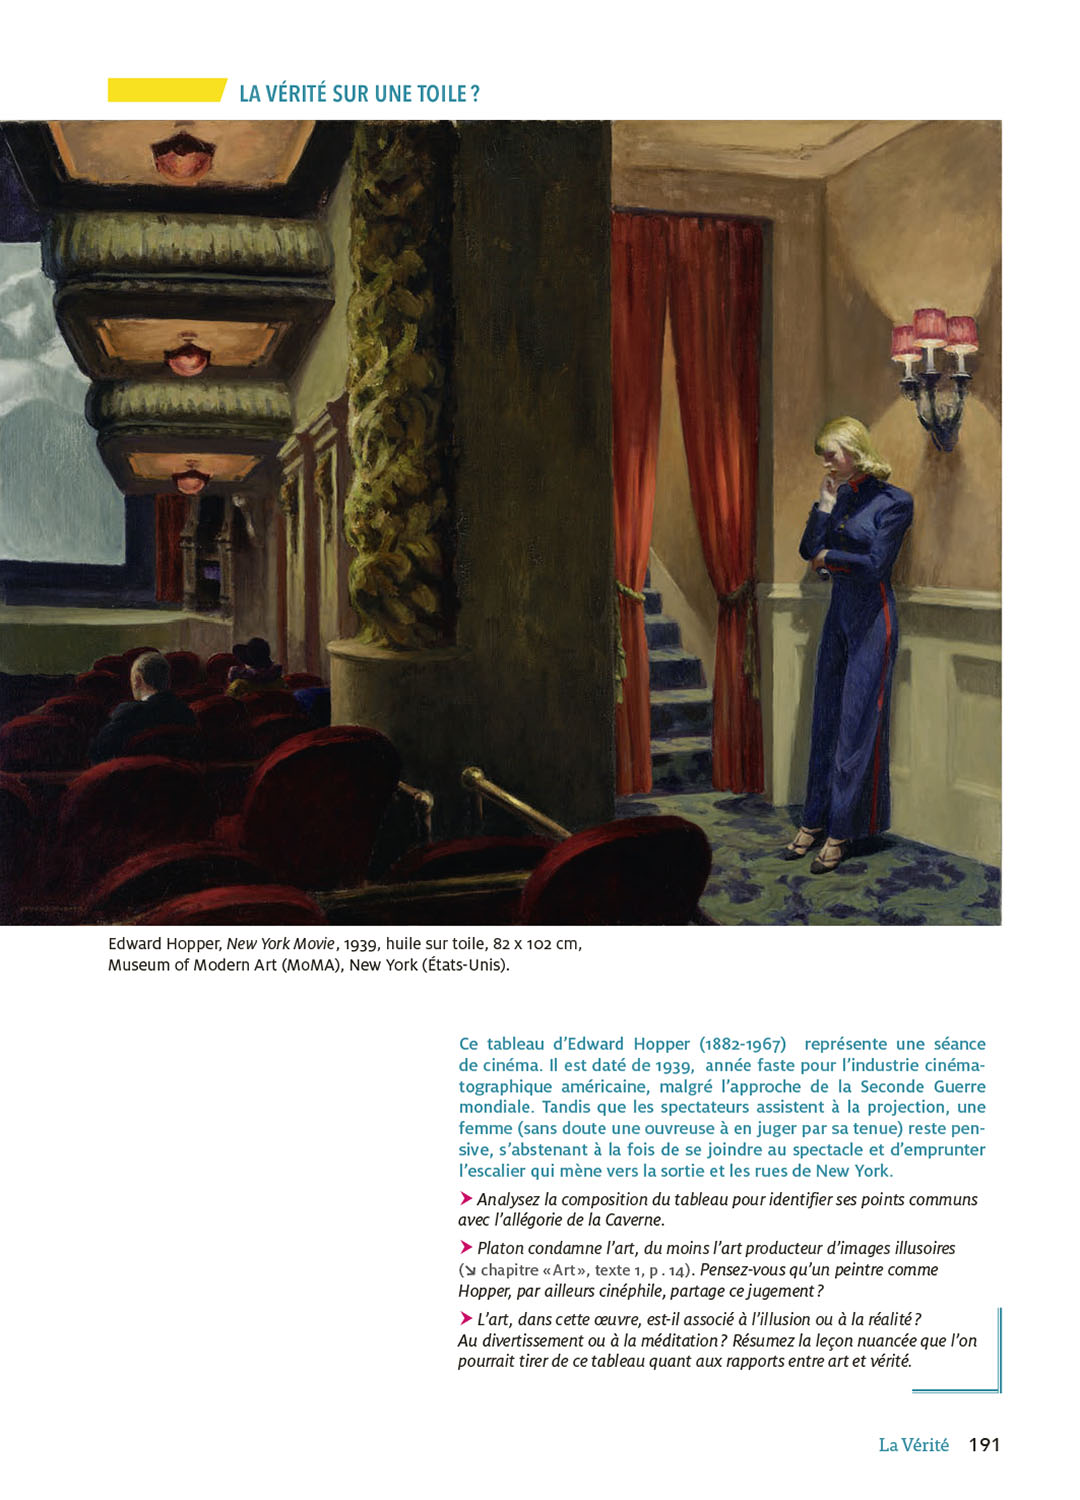 LA VÉRITÉ SUR UNE TOILE ?
Edward Hopper, New York Movie, 1939, huile sur toile, 82 x 102 cm,
Museum of Modern Art (MoMA), New York (États-Unis).
Ce tableau d’Edward Hopper (1882-1967) représente une séance
de cinéma. Il est daté de 1939, année faste pour l’industrie cinéma-
tographique américaine, malgré l’approche de la Seconde Guerre
mondiale. Tandis que les spectateurs assistent à la projection, une
femme (sans doute une ouvreuse à en juger par sa tenue) reste pen-
sive, s’abstenant à la fois de se joindre au spectacle et d’emprunter
l’escalier qui mène vers la sortie et les rues de New York.
➤ Analysez la composition du tableau pour identifier ses points communs
avec l’allégorie de la Caverne.
➤ Platon condamne l’art, du moins l’art producteur d’images illusoires
(↘ chapitre « Art », texte 1, p. 14). Pensez-vous qu’un peintre comme
Hopper, par ailleurs cinéphile, partage ce jugement ?
➤ L’art, dans cette œuvre, est-il associé à l’illusion ou à la réalité ?
Au divertissement ou à la méditation ? Résumez la leçon nuancée que l’on
pourrait tirer de ce tableau quant aux rapports entre art et vérité.
La Vérité 191